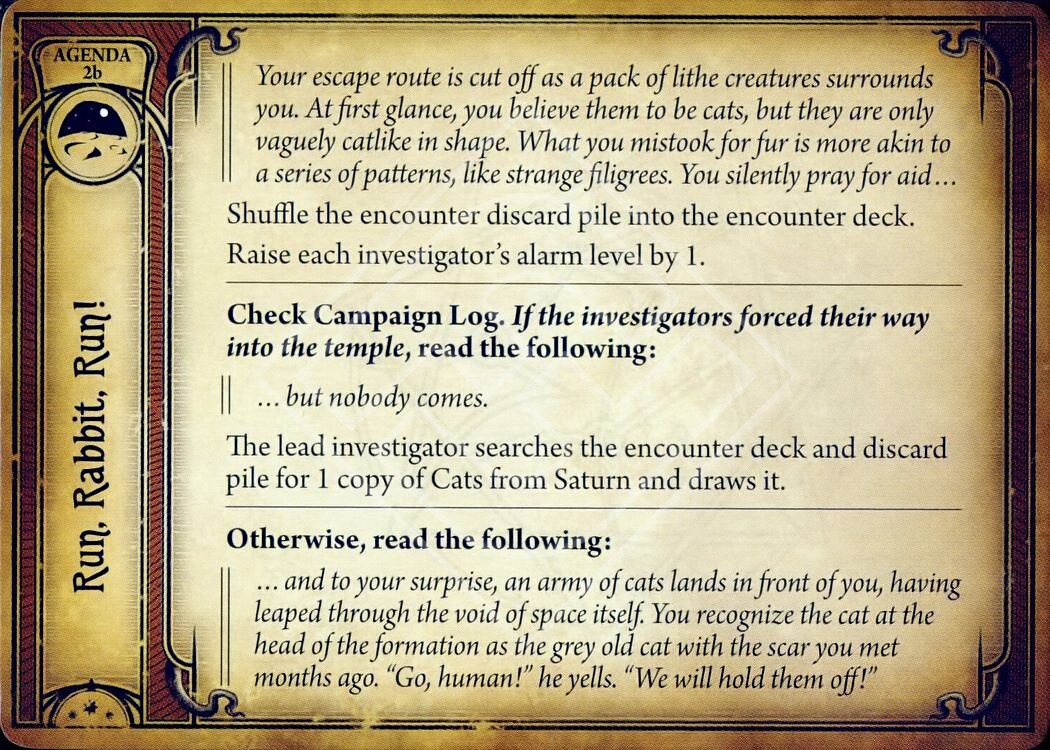 AGENDA
2b
Run, Rabbit, Run!
Your escape route is cut off as a pack of lithe creatures surrounds
you. At first glance, you believe them to be cats, but they are only
vaguely catlike in shape. What you mistook for fur is more akin to
a series of patterns, like strange filigrees. You silently pray for aid…
Shuffle the encounter discard pile into the encounter deck.
Raise each investigator’s alarm level by 1.
Check Campaign Log. If the investigators forced their way
into the temple, read the following:
…but nobody comes.
The lead investigator searches the encounter deck and discard
pile for 1 copy of Cats from Saturn and draws it.
Otherwise, read the following:
…and to your surprise, an army of cats lands in front of you, having
leaped through the void of space itself. You recognize the cat at the
head of the formation as the grey old cat with the scar you met
months ago. “Go, human!” he yells. “We will hold them off!”